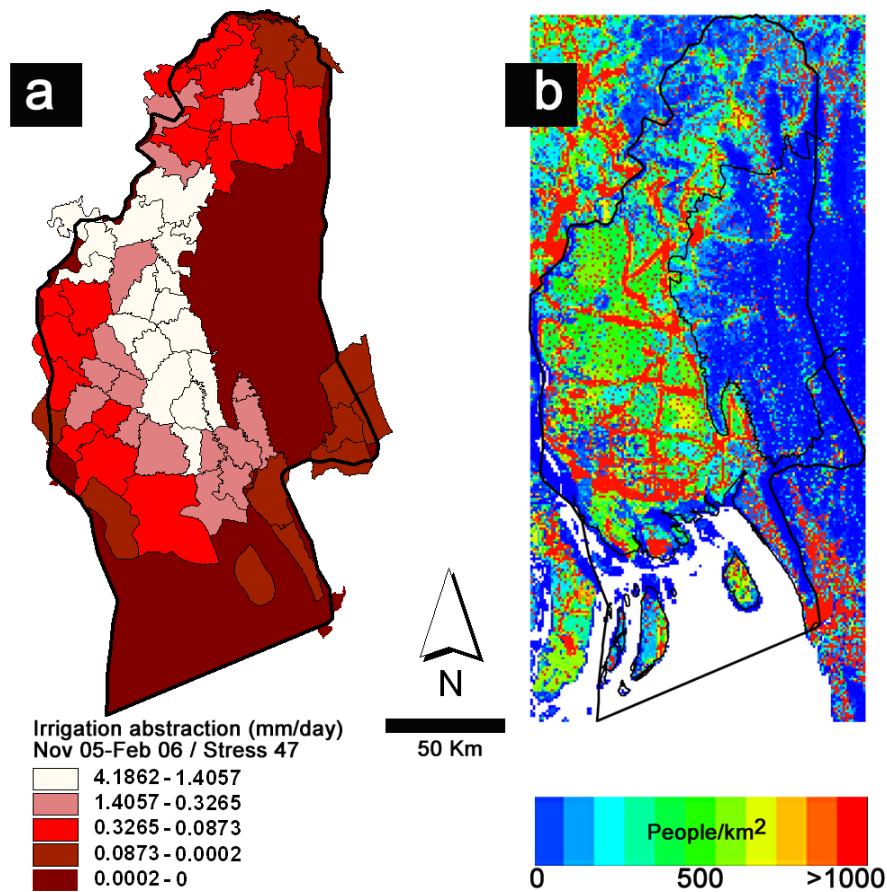 a
b
N
50 Km
Irrigation abstraction (mm/day)
Nov 05-Feb 06 / Stress 47
4.1862 - 1.4057
1.4057 - 0.3265
0.3265 - 0.0873
0.0873 - 0.0002
0.0002 - 0
People/km²
0 500 >1000